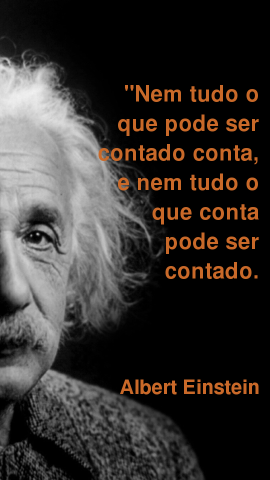 "Nem tudo o
que pode ser
contado conta,
e nem tudo o
que conta
pode ser
contado.
Albert Einstein